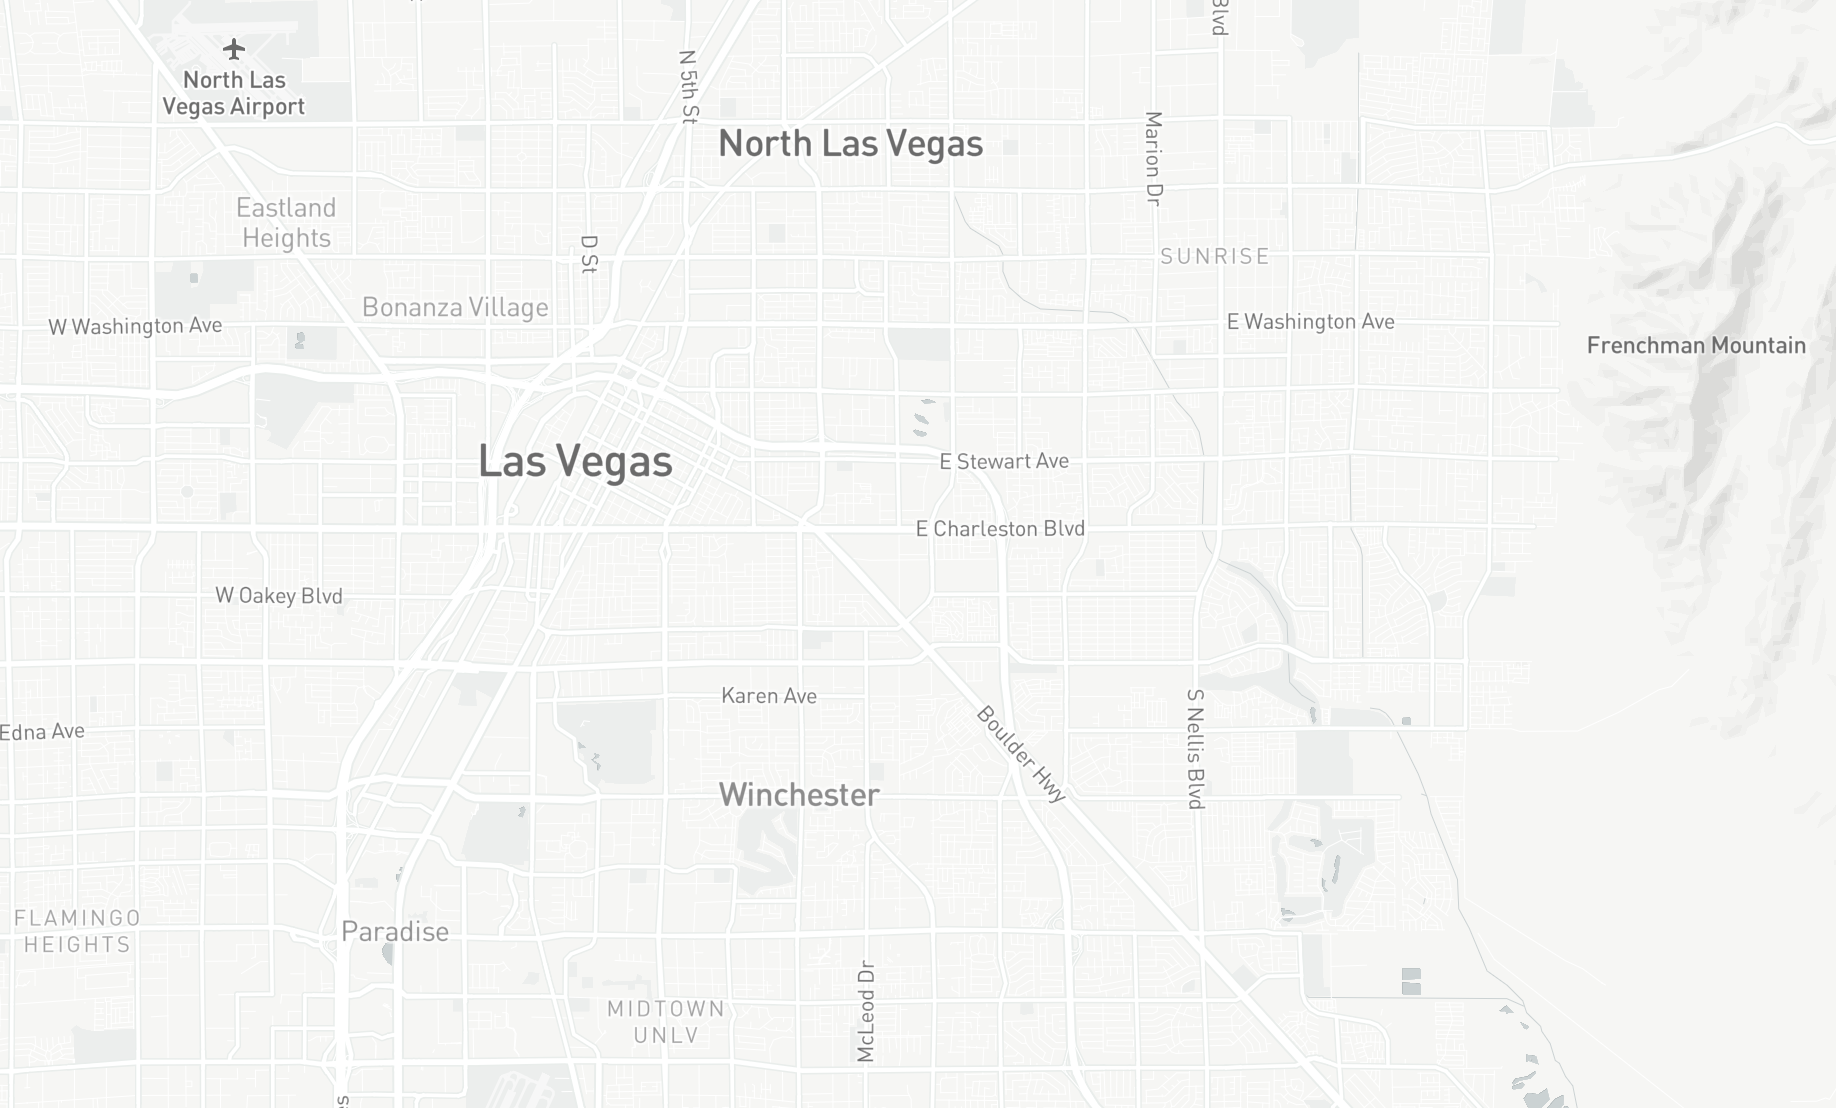 Blvd
North Las
Vegas Airport
N 5th St
North Las Vegas
Marion Dr
Eastland
Heights
D St
SUNRISE
Bonanza Village
W Washington Ave
E Washington Ave
Frenchman Mountain
Las Vegas
E Stewart Ave
E Charleston Blvd
W Oakey Blvd
Karen Ave
S Nellis Blvd
Edna Ave
Boulder Hwy
Winchester
FLAMINGO
HEIGHTS
Paradise
McLeod Dr
MIDTOWN
UNLV